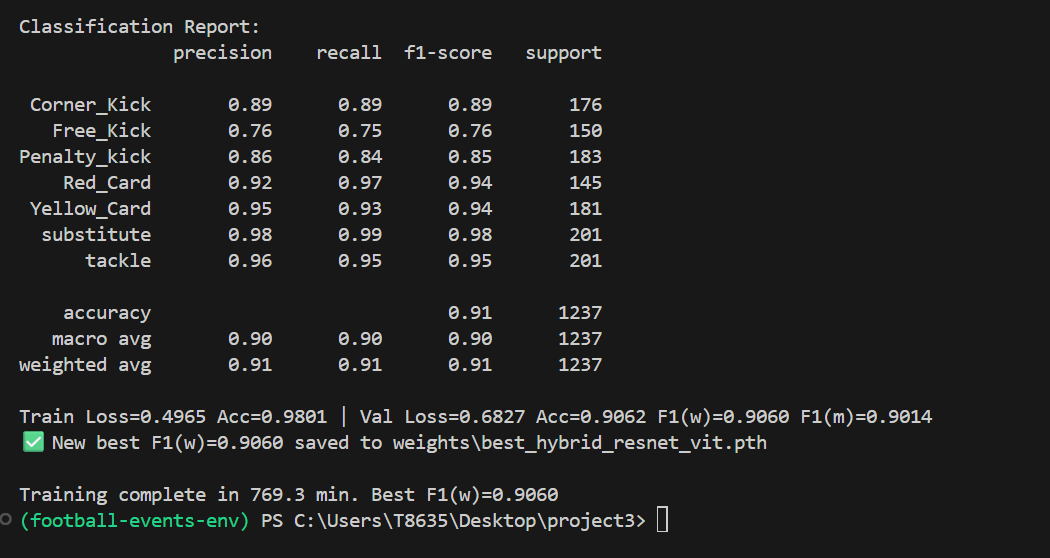 Classification Report:
precision recall f1-score support
Corner_Kick 0.89 0.89 0.89 176
Free_Kick 0.76 0.75 0.76 150
Penalty_kick 0.86 0.84 0.85 183
Red_Card 0.92 0.97 0.94 145
Yellow_Card 0.95 0.93 0.94 181
substitute 0.98 0.99 0.98 201
tackle 0.96 0.95 0.95 201
accuracy 0.91 1237
macro avg 0.90 0.90 0.90 1237
weighted avg 0.91 0.91 0.91 1237
Train Loss=0.4965 Acc=0.9801 | Val Loss=0.6827 Acc=0.9062 F1(w)=0.9060 F1(m)=0.9014
✅ New best F1(w)=0.9060 saved to weights\best_hybrid_resnet_vit.pth
Training complete in 769.3 min. Best F1(w)=0.9060
(football-events-env) PS C:\Users\T8635\Desktop\project3>